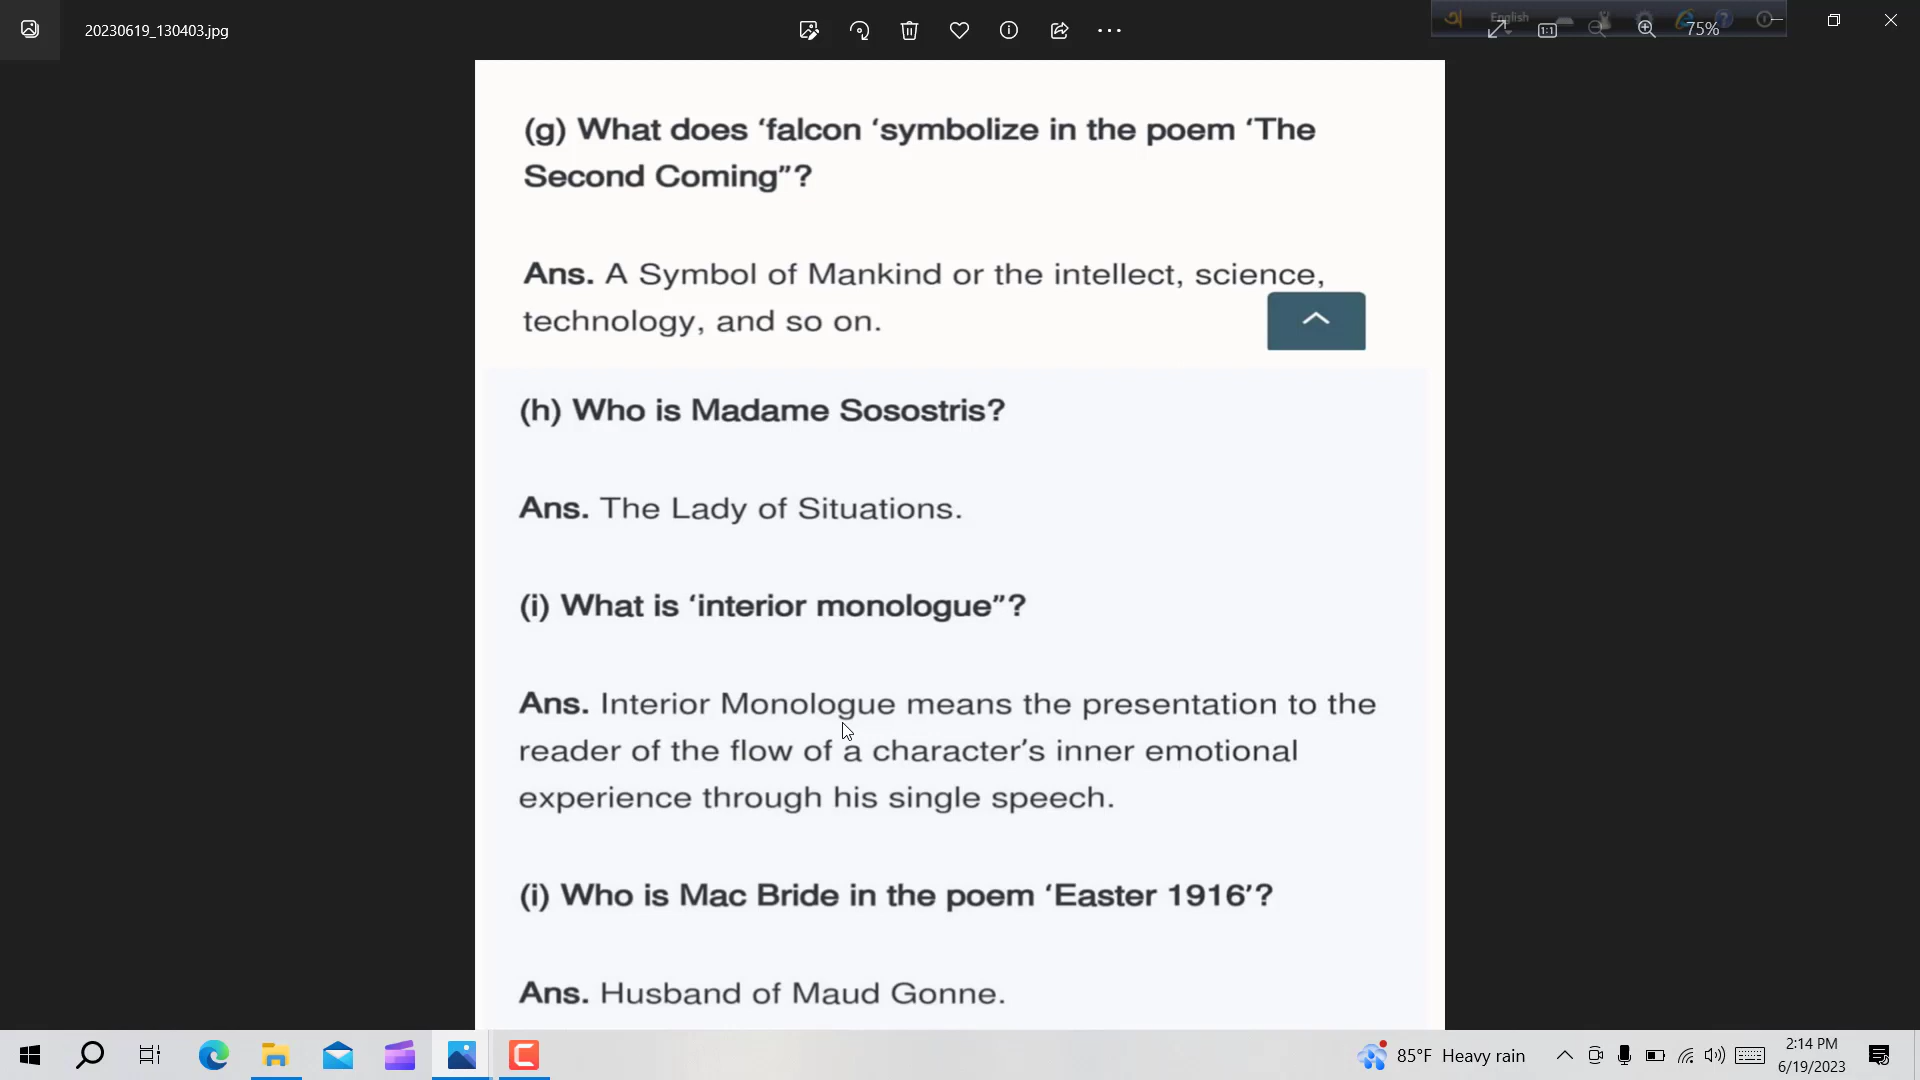 20230619_130403.jpg
English
75%
(g) What does ‘falcon ‘symbolize in the poem ‘The
Second Coming”?
Ans. A Symbol of Mankind or the intellect, science,
technology, and so on.
(h) Who is Madame Sosostris?
Ans. The Lady of Situations.
(i) What is ‘interior monologue”?
Ans. Interior Monologue means the presentation to the
reader of the flow of a character’s inner emotional
experience through his single speech.
(i) Who is Mac Bride in the poem ‘Easter 1916’?
Ans. Husband of Maud Gonne.
85°F Heavy rain
2:14 PM
6/19/2023